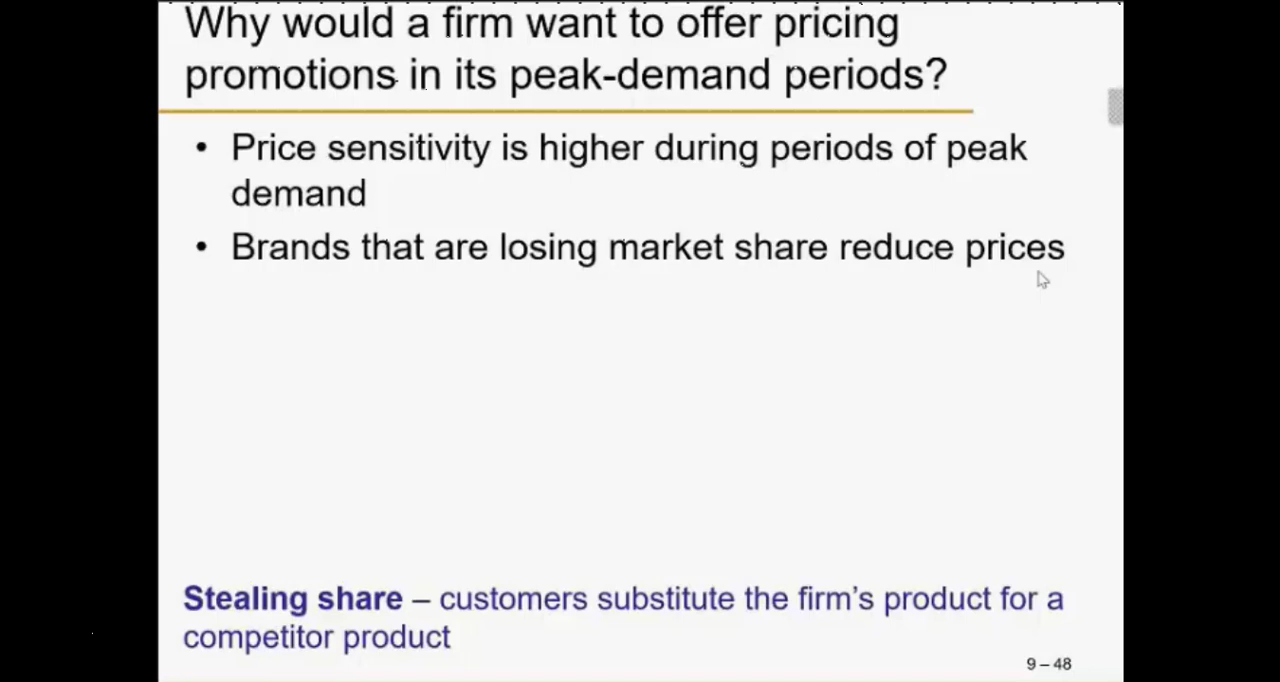 Why would a firm want to offer pricing
promotions in its peak-demand periods?
• Price sensitivity is higher during periods of peak
demand
• Brands that are losing market share reduce prices
Stealing share – customers substitute the firm's product for a
competitor product
9 – 48